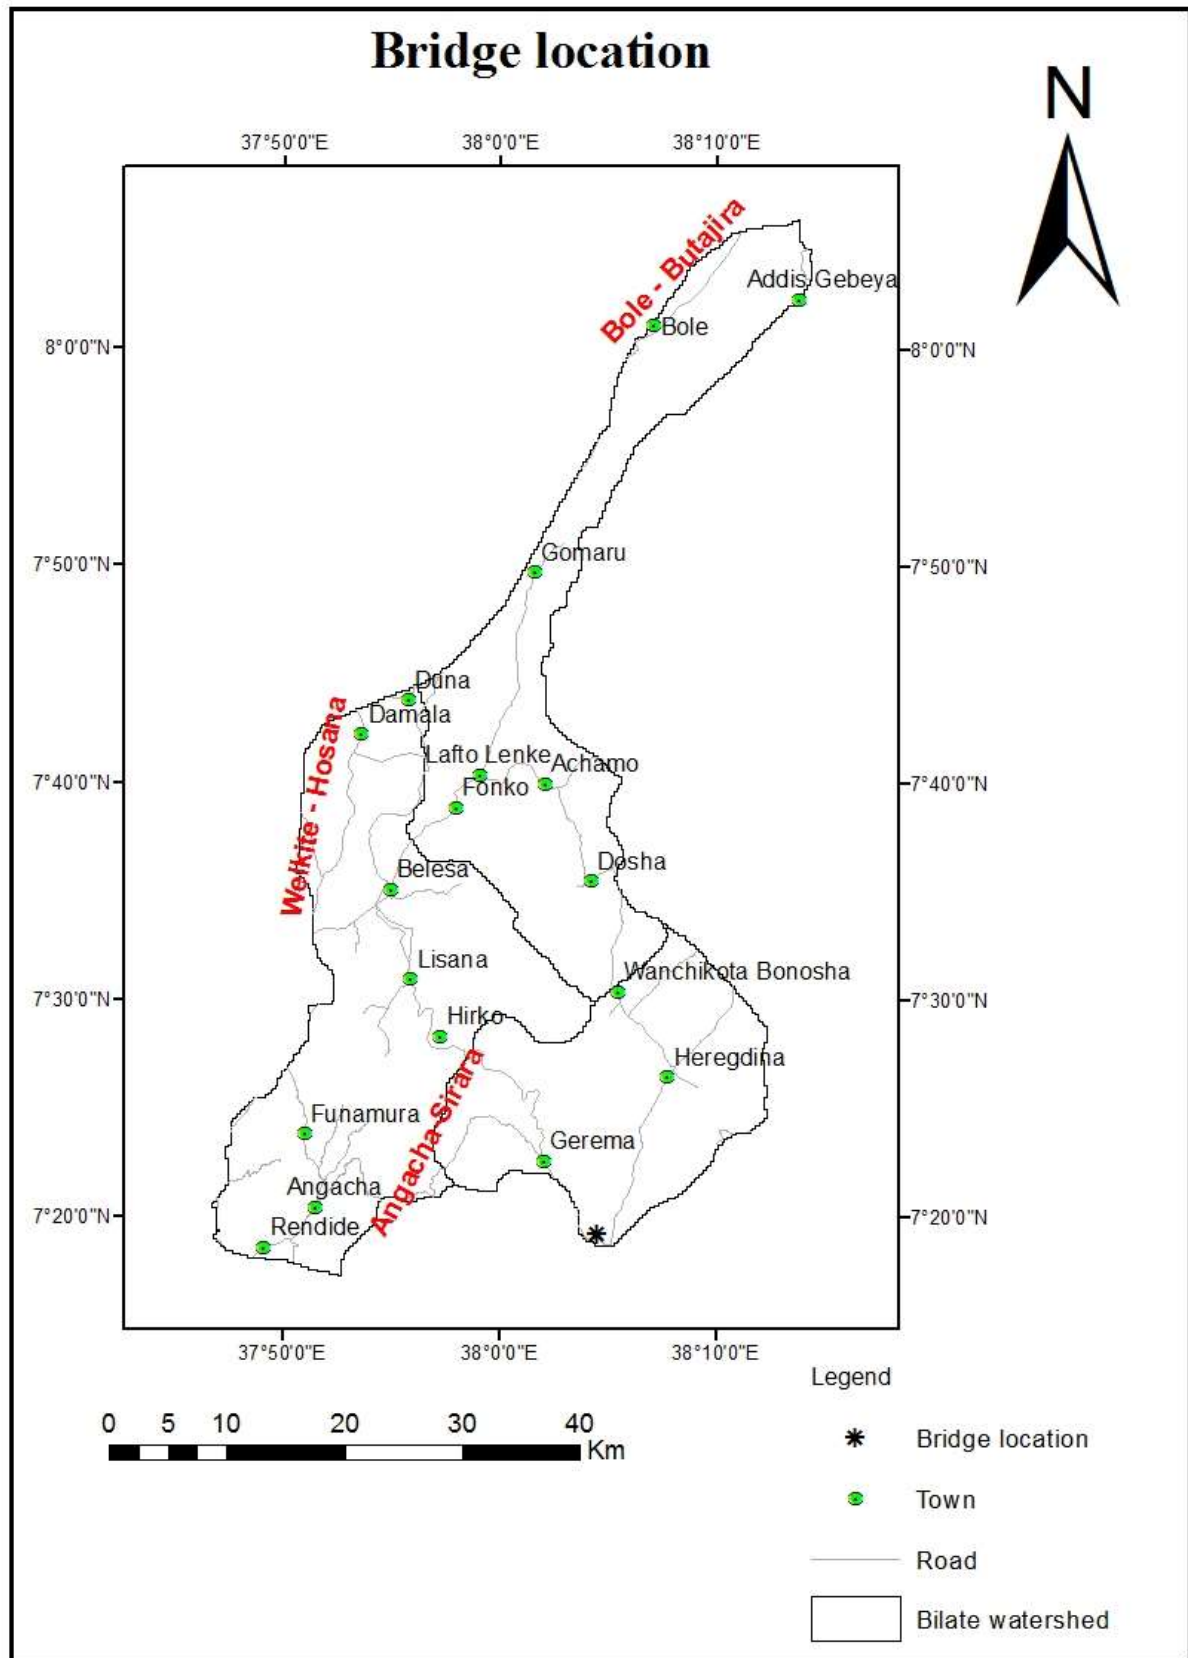 Bridge location
N
37°50'0"E 38°0'0"E 38°10'0"E
Bole - Butajira
Addis Gebeya
Bole
8°0'0"N 8°0'0"N
Gomaru
7°50'0"N 7°50'0"N
Duna
Damala
Welkite - Hosana
Lafto Lenke
Achamo
7°40'0"N 7°40'0"N
Fonko
Belesa
Dosha
Lisana
Wanchikota Bonosha
7°30'0"N 7°30'0"N
Hirko
Heregdina
Angacha-Sirara
Funamura
Gerema
Angacha
7°20'0"N 7°20'0"N
Rendide
37°50'0"E 38°0'0"E 38°10'0"E
Legend
0 5 10 20 30 40
Km
Bridge location
Town
Road
Bilate watershed